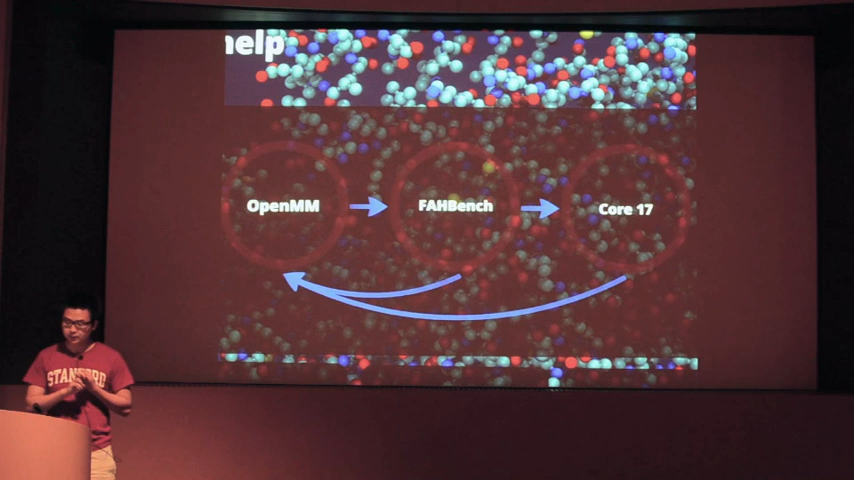 help
OpenMM
FAHBench
Core 17
STANFORD